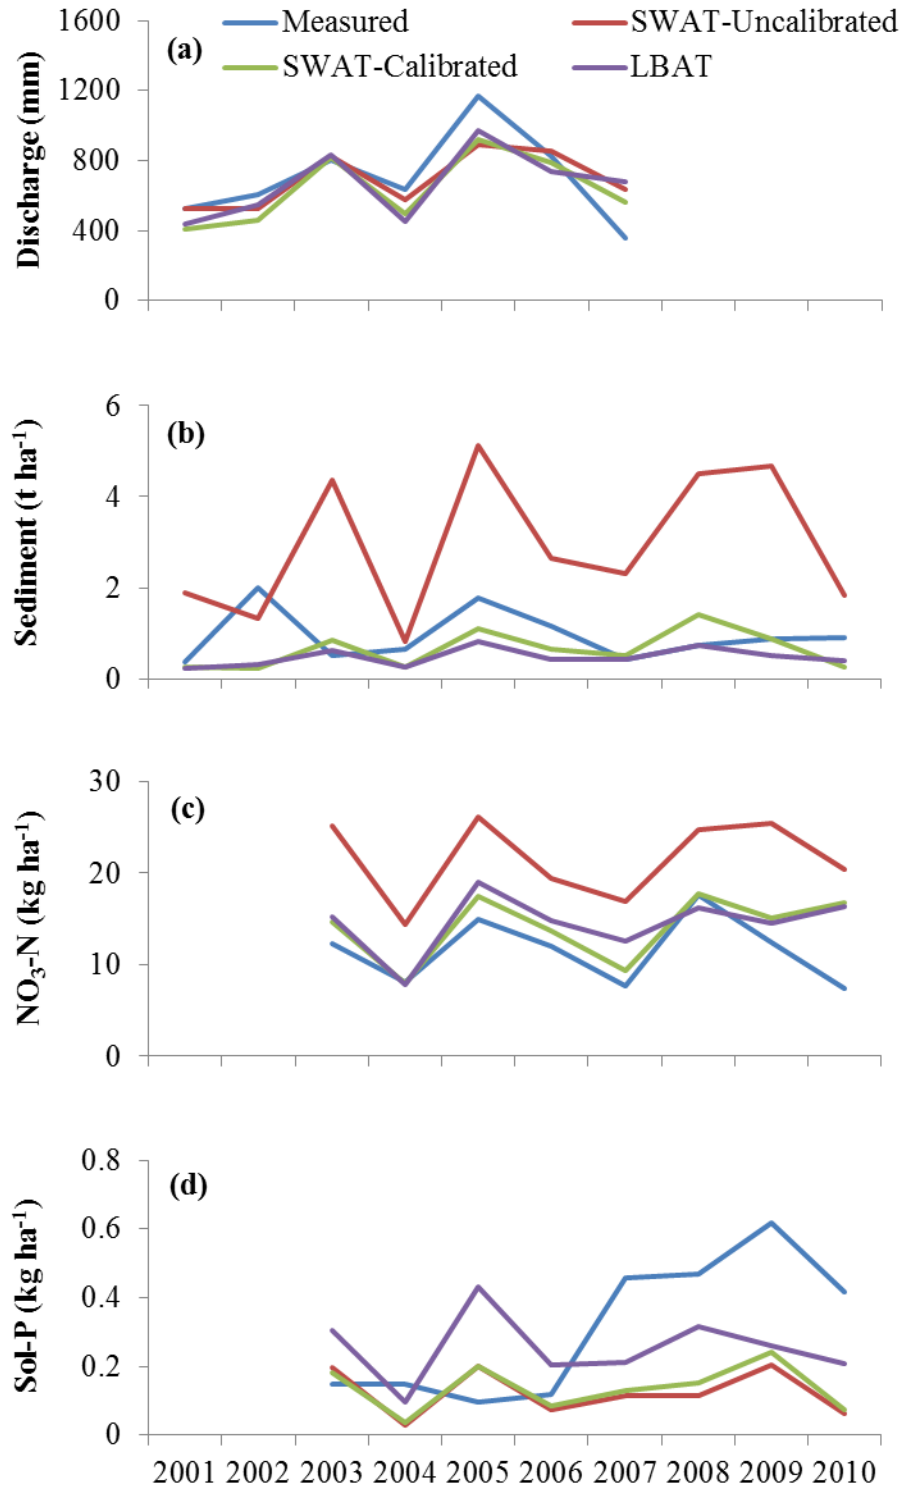 Measured SWAT-Uncalibrated
SWAT-Calibrated LBAT
(a)
Discharge (mm)
1600
1200
800
400
0
(b)
Sediment (t ha⁻¹)
6
4
2
0
(c)
NO₃-N (kg ha⁻¹)
30
20
10
0
(d)
Sol-P (kg ha⁻¹)
0.8
0.6
0.4
0.2
0
2001 2002 2003 2004 2005 2006 2007 2008 2009 2010